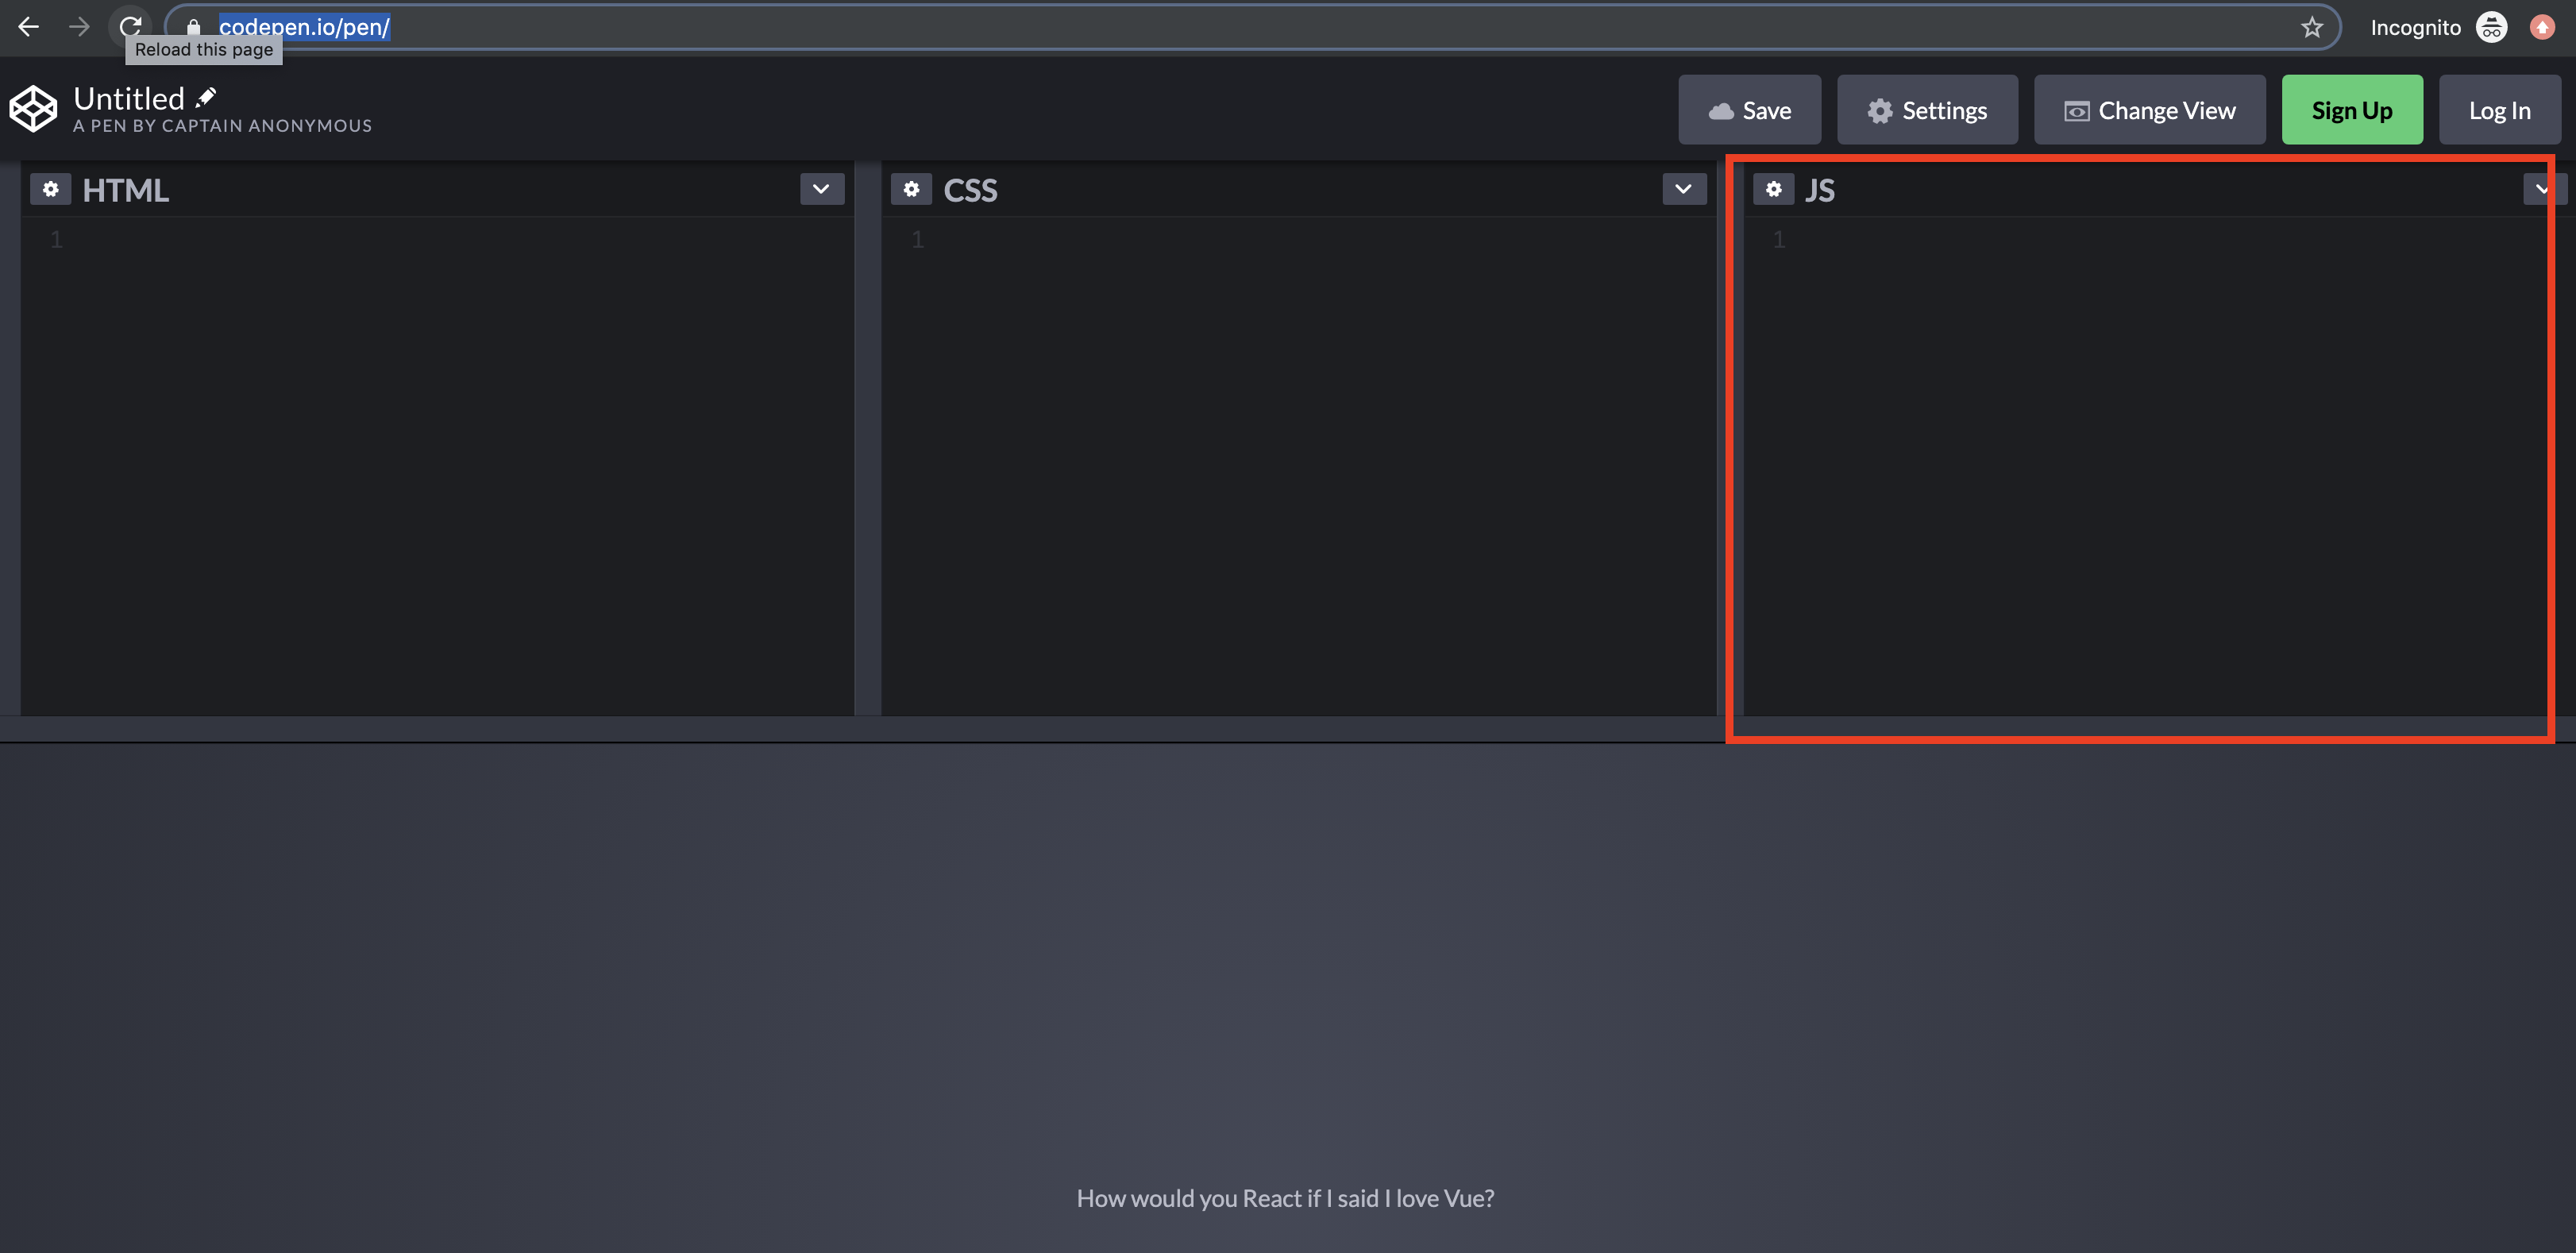 codepen.io/pen/
Incognito
Reload this page
Untitled
A PEN BY CAPTAIN ANONYMOUS
Save
Settings
Change View
Sign Up
Log In
HTML
CSS
JS
1
1
1
How would you React if I said I love Vue?